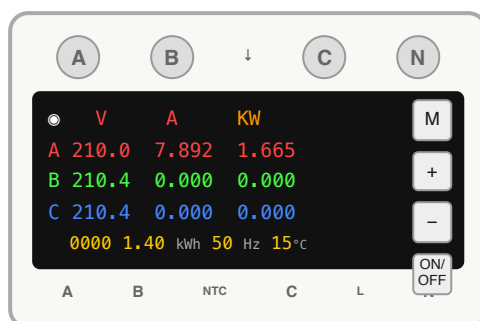 A B ↓ C N
◉ V A KW M
A 210.0 7.892 1.665
B 210.4 0.000 0.000 +
C 210.4 0.000 0.000 −
0000 1.40 kWh 50 Hz 15°C
ON/
OFF
A B NTC C L N